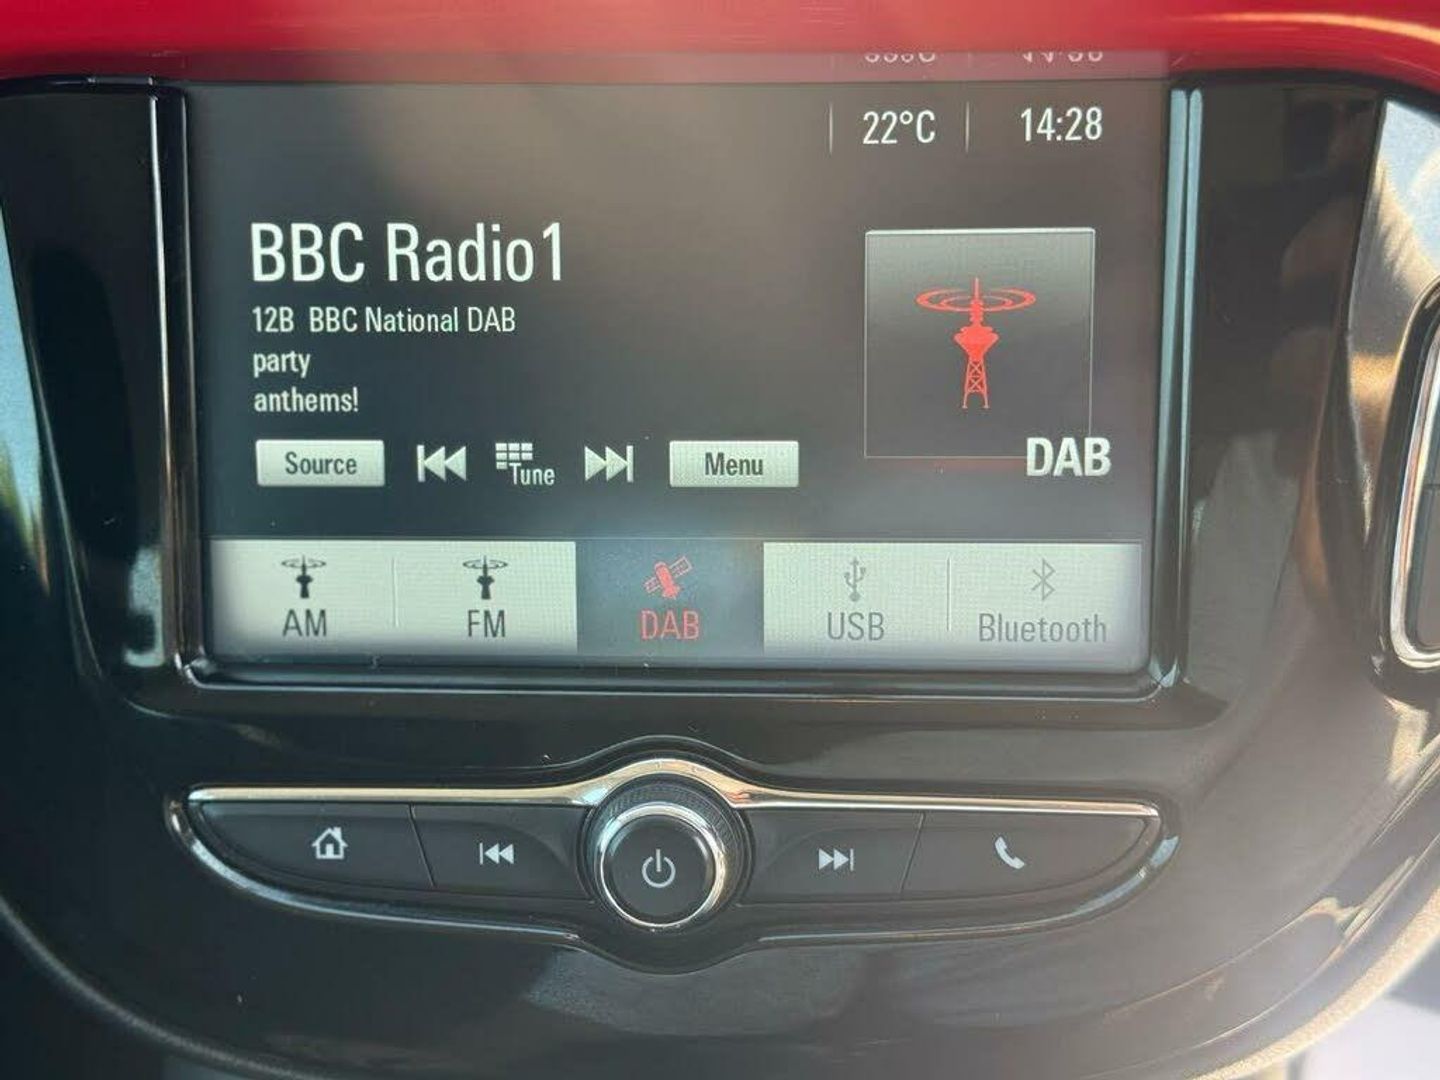 22°C 14:28
BBC Radio1
12B BBC National DAB
party
anthems!
Source Tune Menu
DAB
AM FM DAB USB Bluetooth